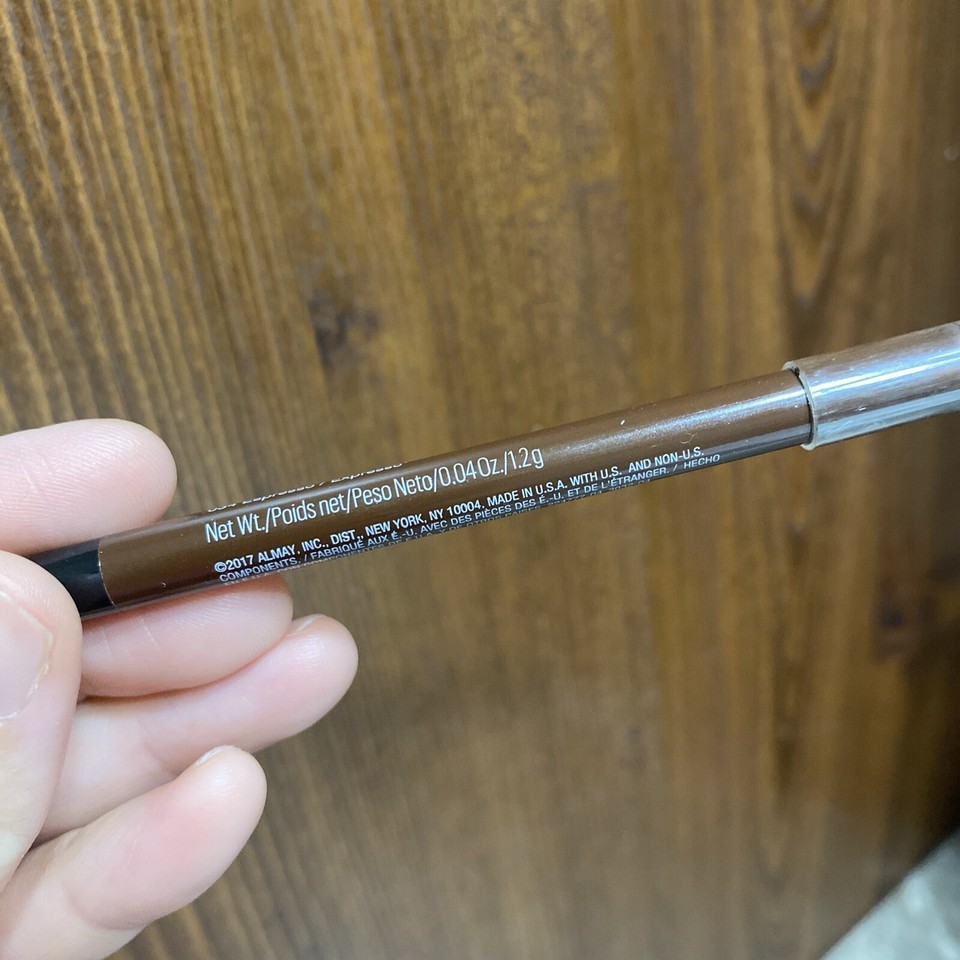 Net Wt./Poids net/Peso Neto/0.04 Oz./1.2g
©2017 ALMAY, INC., DIST., NEW YORK, NY 10004, MADE IN U.S.A. WITH U.S. AND NON-U.S.
COMPONENTS. / FABRIQUÉ AUX É.-U. AVEC DES PIÈCES DES É.-U. ET DE L'ÉTRANGER. / HECHO